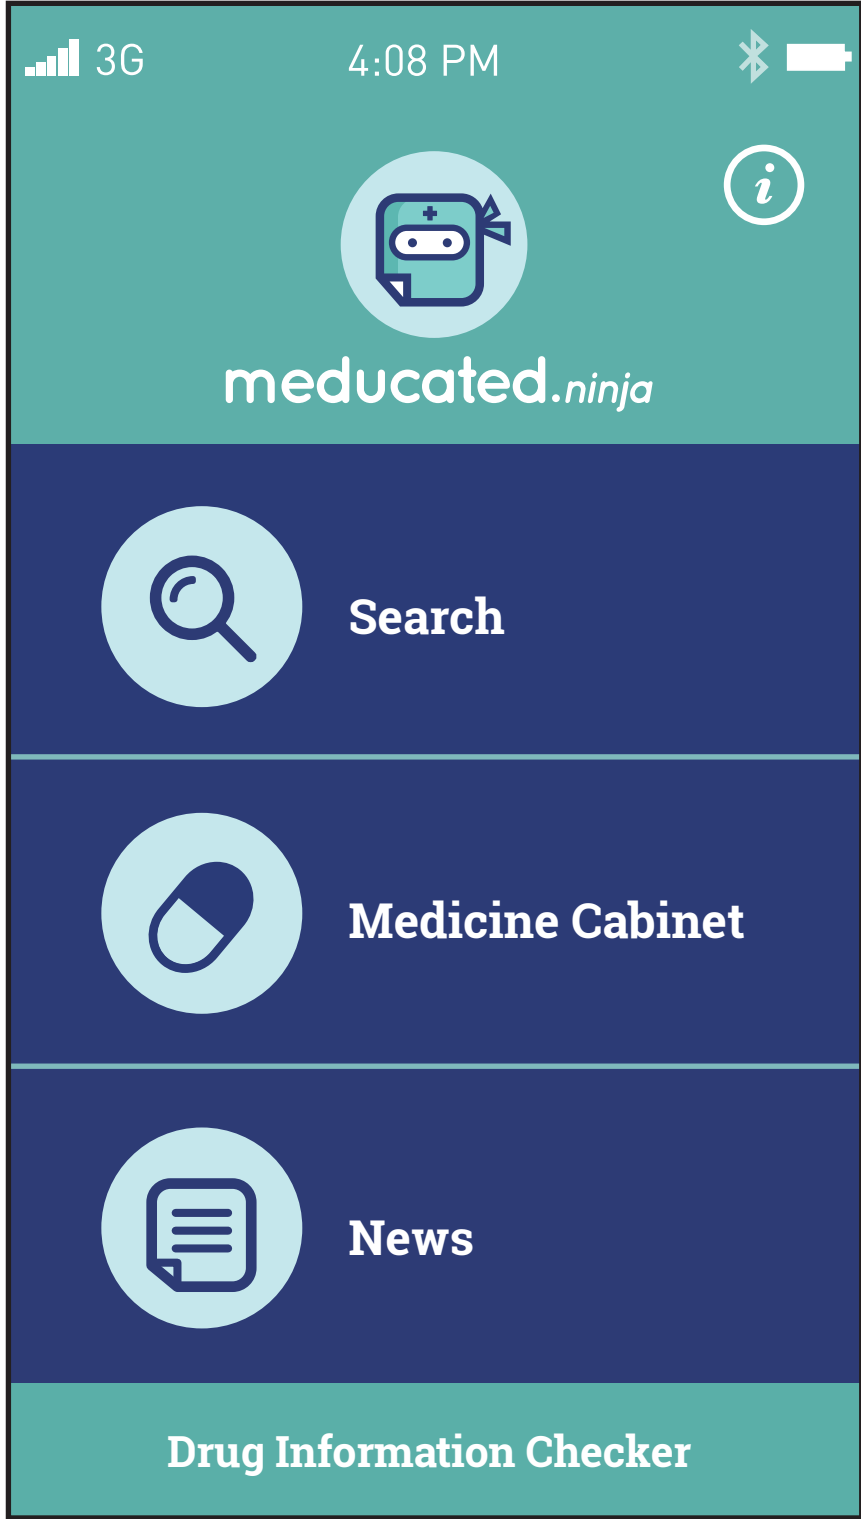 3G 4:08 PM
i
meducated.ninja
Search
Medicine Cabinet
News
Drug Information Checker